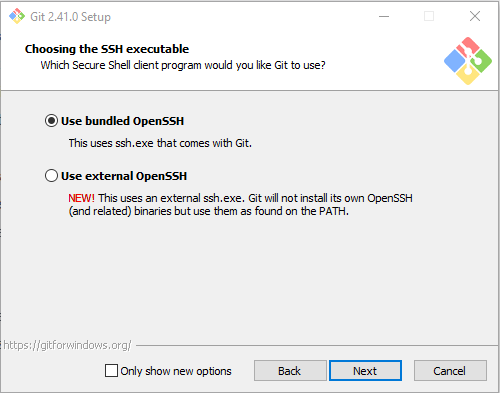 Git 2.41.0 Setup
Choosing the SSH executable
Which Secure Shell client program would you like Git to use?
Use bundled OpenSSH
This uses ssh.exe that comes with Git.
Use external OpenSSH
NEW! This uses an external ssh.exe. Git will not install its own OpenSSH
(and related) binaries but use them as found on the PATH.
https://gitforwindows.org/
Only show new options
Back
Next
Cancel